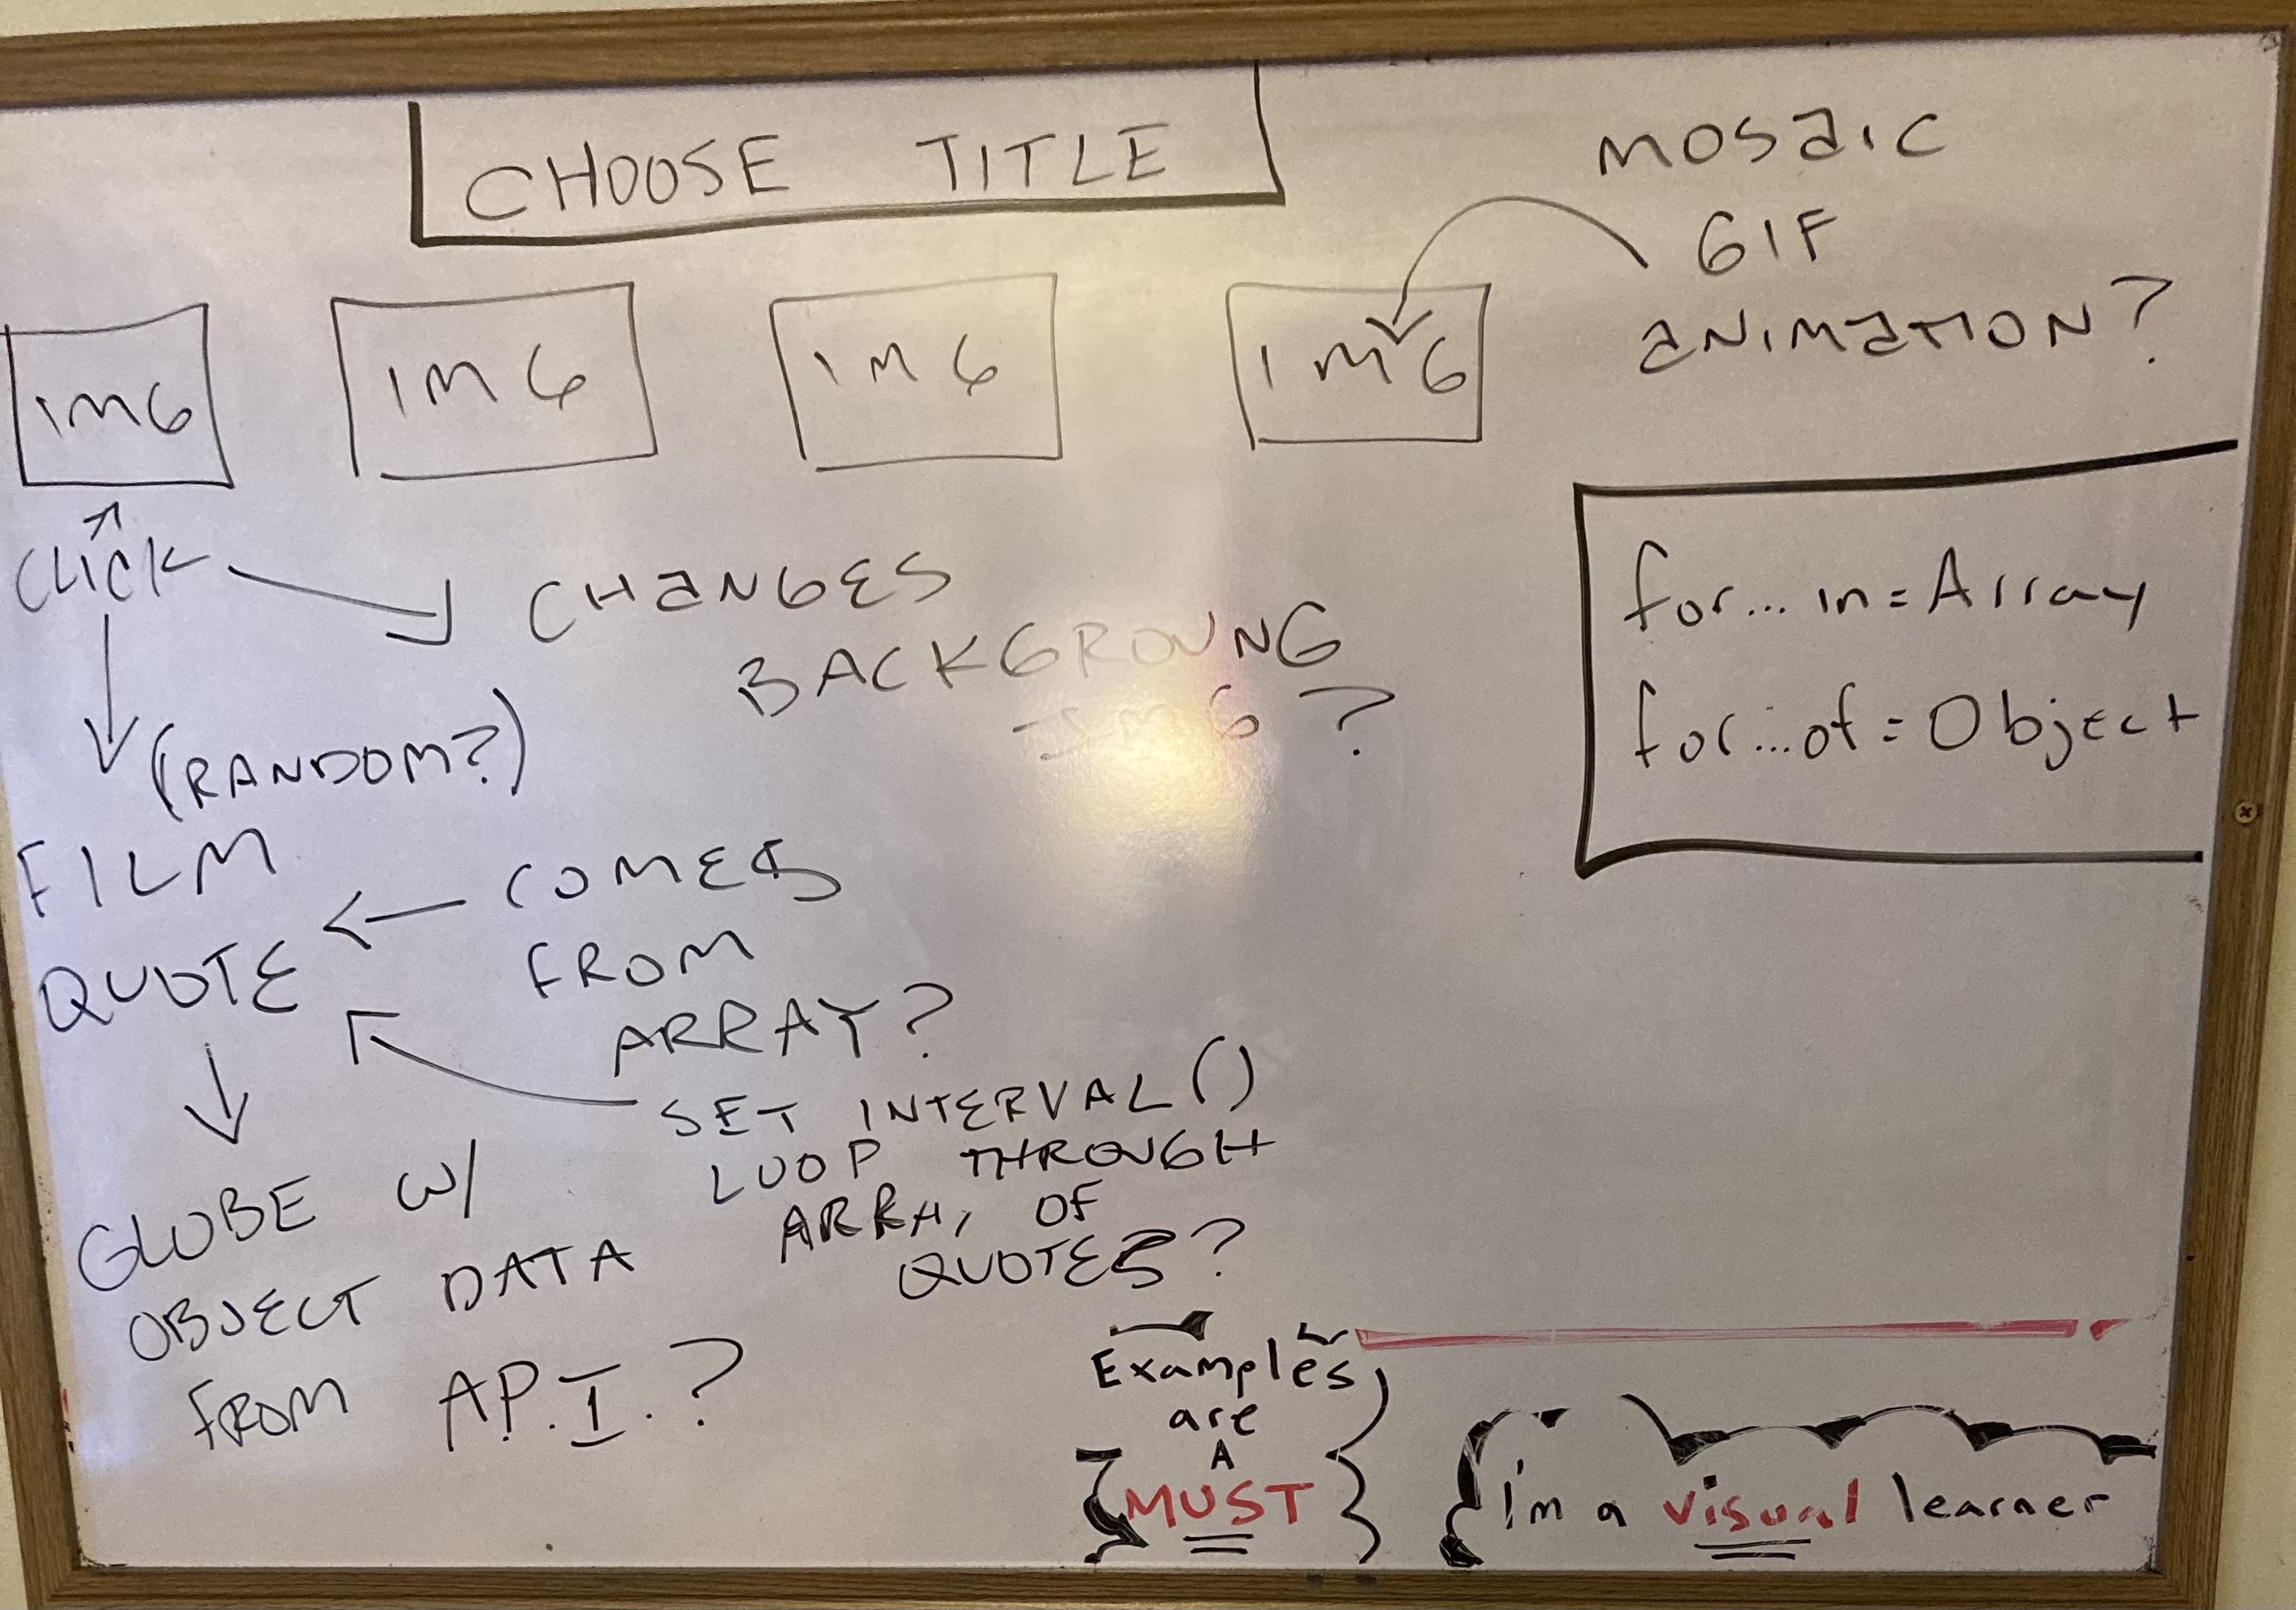 CHOOSE TITLE
MOSAIC
GIF
ANIMATION?
IMG
IMG
IMG
IMG
CLICK
CHANGES
BACKGROUNG
IMG?
(RANDOM?)
FILM
QUOTE
COMES
FROM
ARRAY?
SET INTERVAL()
LOOP THROUGH
ARRAY OF
QUOTES?
GLOBE W/
OBJECT DATA
FROM A.P.I.?
for... in = Array
for... of = Object
Examples
are
A
MUST
I'm a visual learner